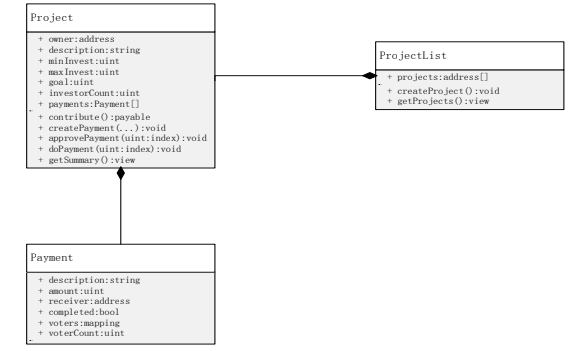 Project
+ owner:address
+ description:string
+ minInvest:uint
+ maxInvest:uint
+ goal:uint
+ investorCount:uint
+ payments:Payment[]
+ contribute():payable
+ createPayment(...):void
+ approvePayment(uint:index):void
+ doPayment(uint:index):void
+ getSummary():view
ProjectList
+ projects:address[]
+ createProject():void
+ getProjects():view
Payment
+ description:string
+ amount:uint
+ receiver:address
+ completed:bool
+ voters:mapping
+ voterCount:uint